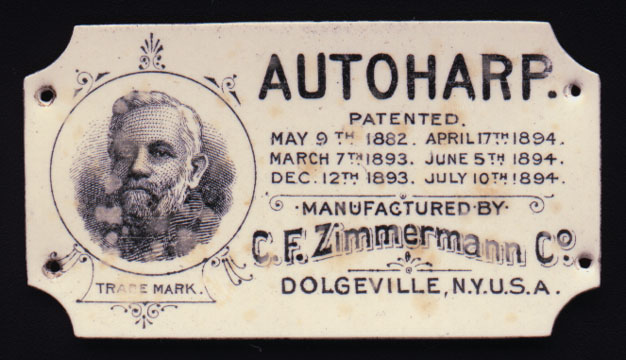 AUTOHARP.
PATENTED.
MAY 9TH 1882. APRIL 17TH 1894.
MARCH 7TH 1893. JUNE 5TH 1894.
DEC. 12TH 1893. JULY 10TH 1894.
·MANUFACTURED·BY·
C. F. Zimmermann Co.
DOLGEVILLE, N.Y. U.S.A.
TRADE MARK.